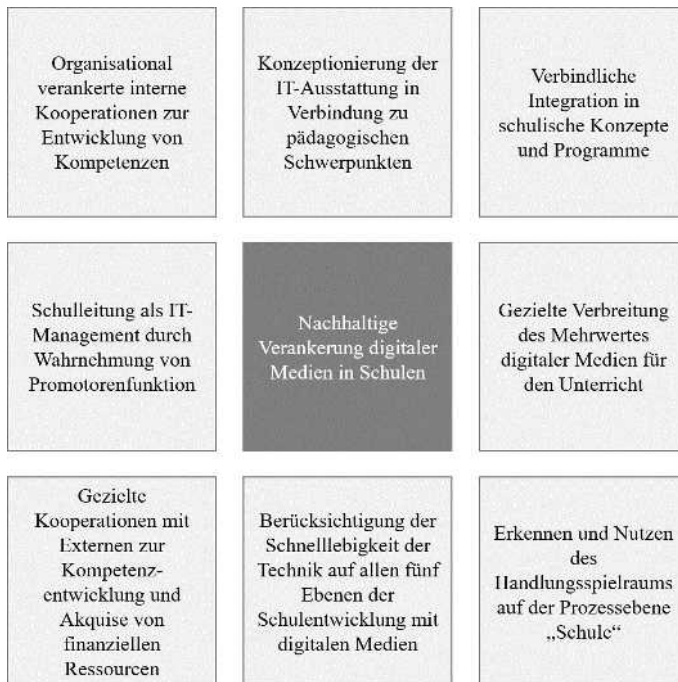 Organisational
verankerte interne
Kooperationen zur
Entwicklung von
Kompetenzen
Konzeptionierung der
IT-Ausstattung in
Verbindung zu
pädagogischen
Schwerpunkten
Verbindliche
Integration in
schulische Konzepte
und Programme
Schulleitung als IT-
Management durch
Wahrnehmung von
Promotorenfunktion
Nachhaltige
Verankerung digitaler
Medien in Schulen
Gezielte Verbreitung
des Mehrwertes
digitaler Medien für
den Unterricht
Gezielte
Kooperationen mit
Externen zur
Kompetenz-
entwicklung und
Akquise von
finanziellen
Ressourcen
Berücksichtigung der
Schnelllebigkeit der
Technik auf allen fünf
Ebenen der
Schulentwicklung mit
digitalen Medien
Erkennen und Nutzen
des
Handlungsspielraums
auf der Prozessebene
„Schule“